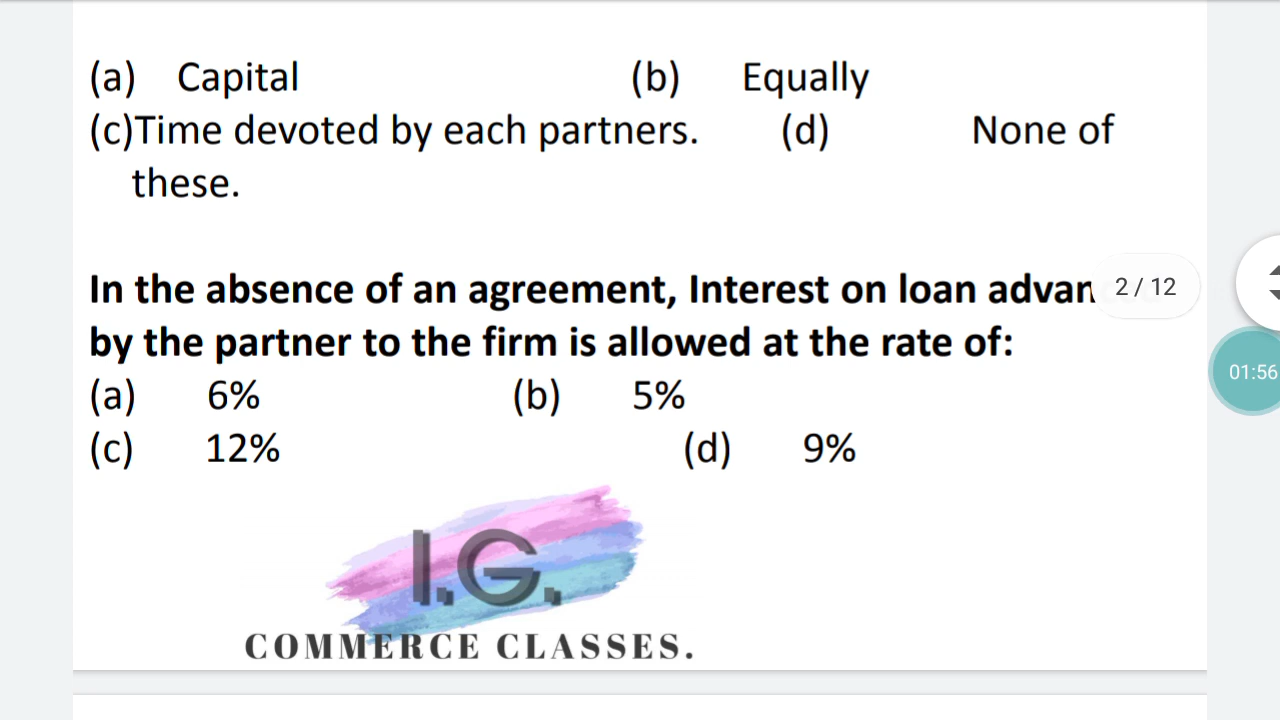 (a) Capital (b) Equally
(c)Time devoted by each partners. (d) None of
these.
In the absence of an agreement, Interest on loan 2 / 12
by the partner to the firm is allowed at the rate of:
01:56
(a) 6% (b) 5%
(c) 12% (d) 9%
I.G.
COMMERCE CLASSES.